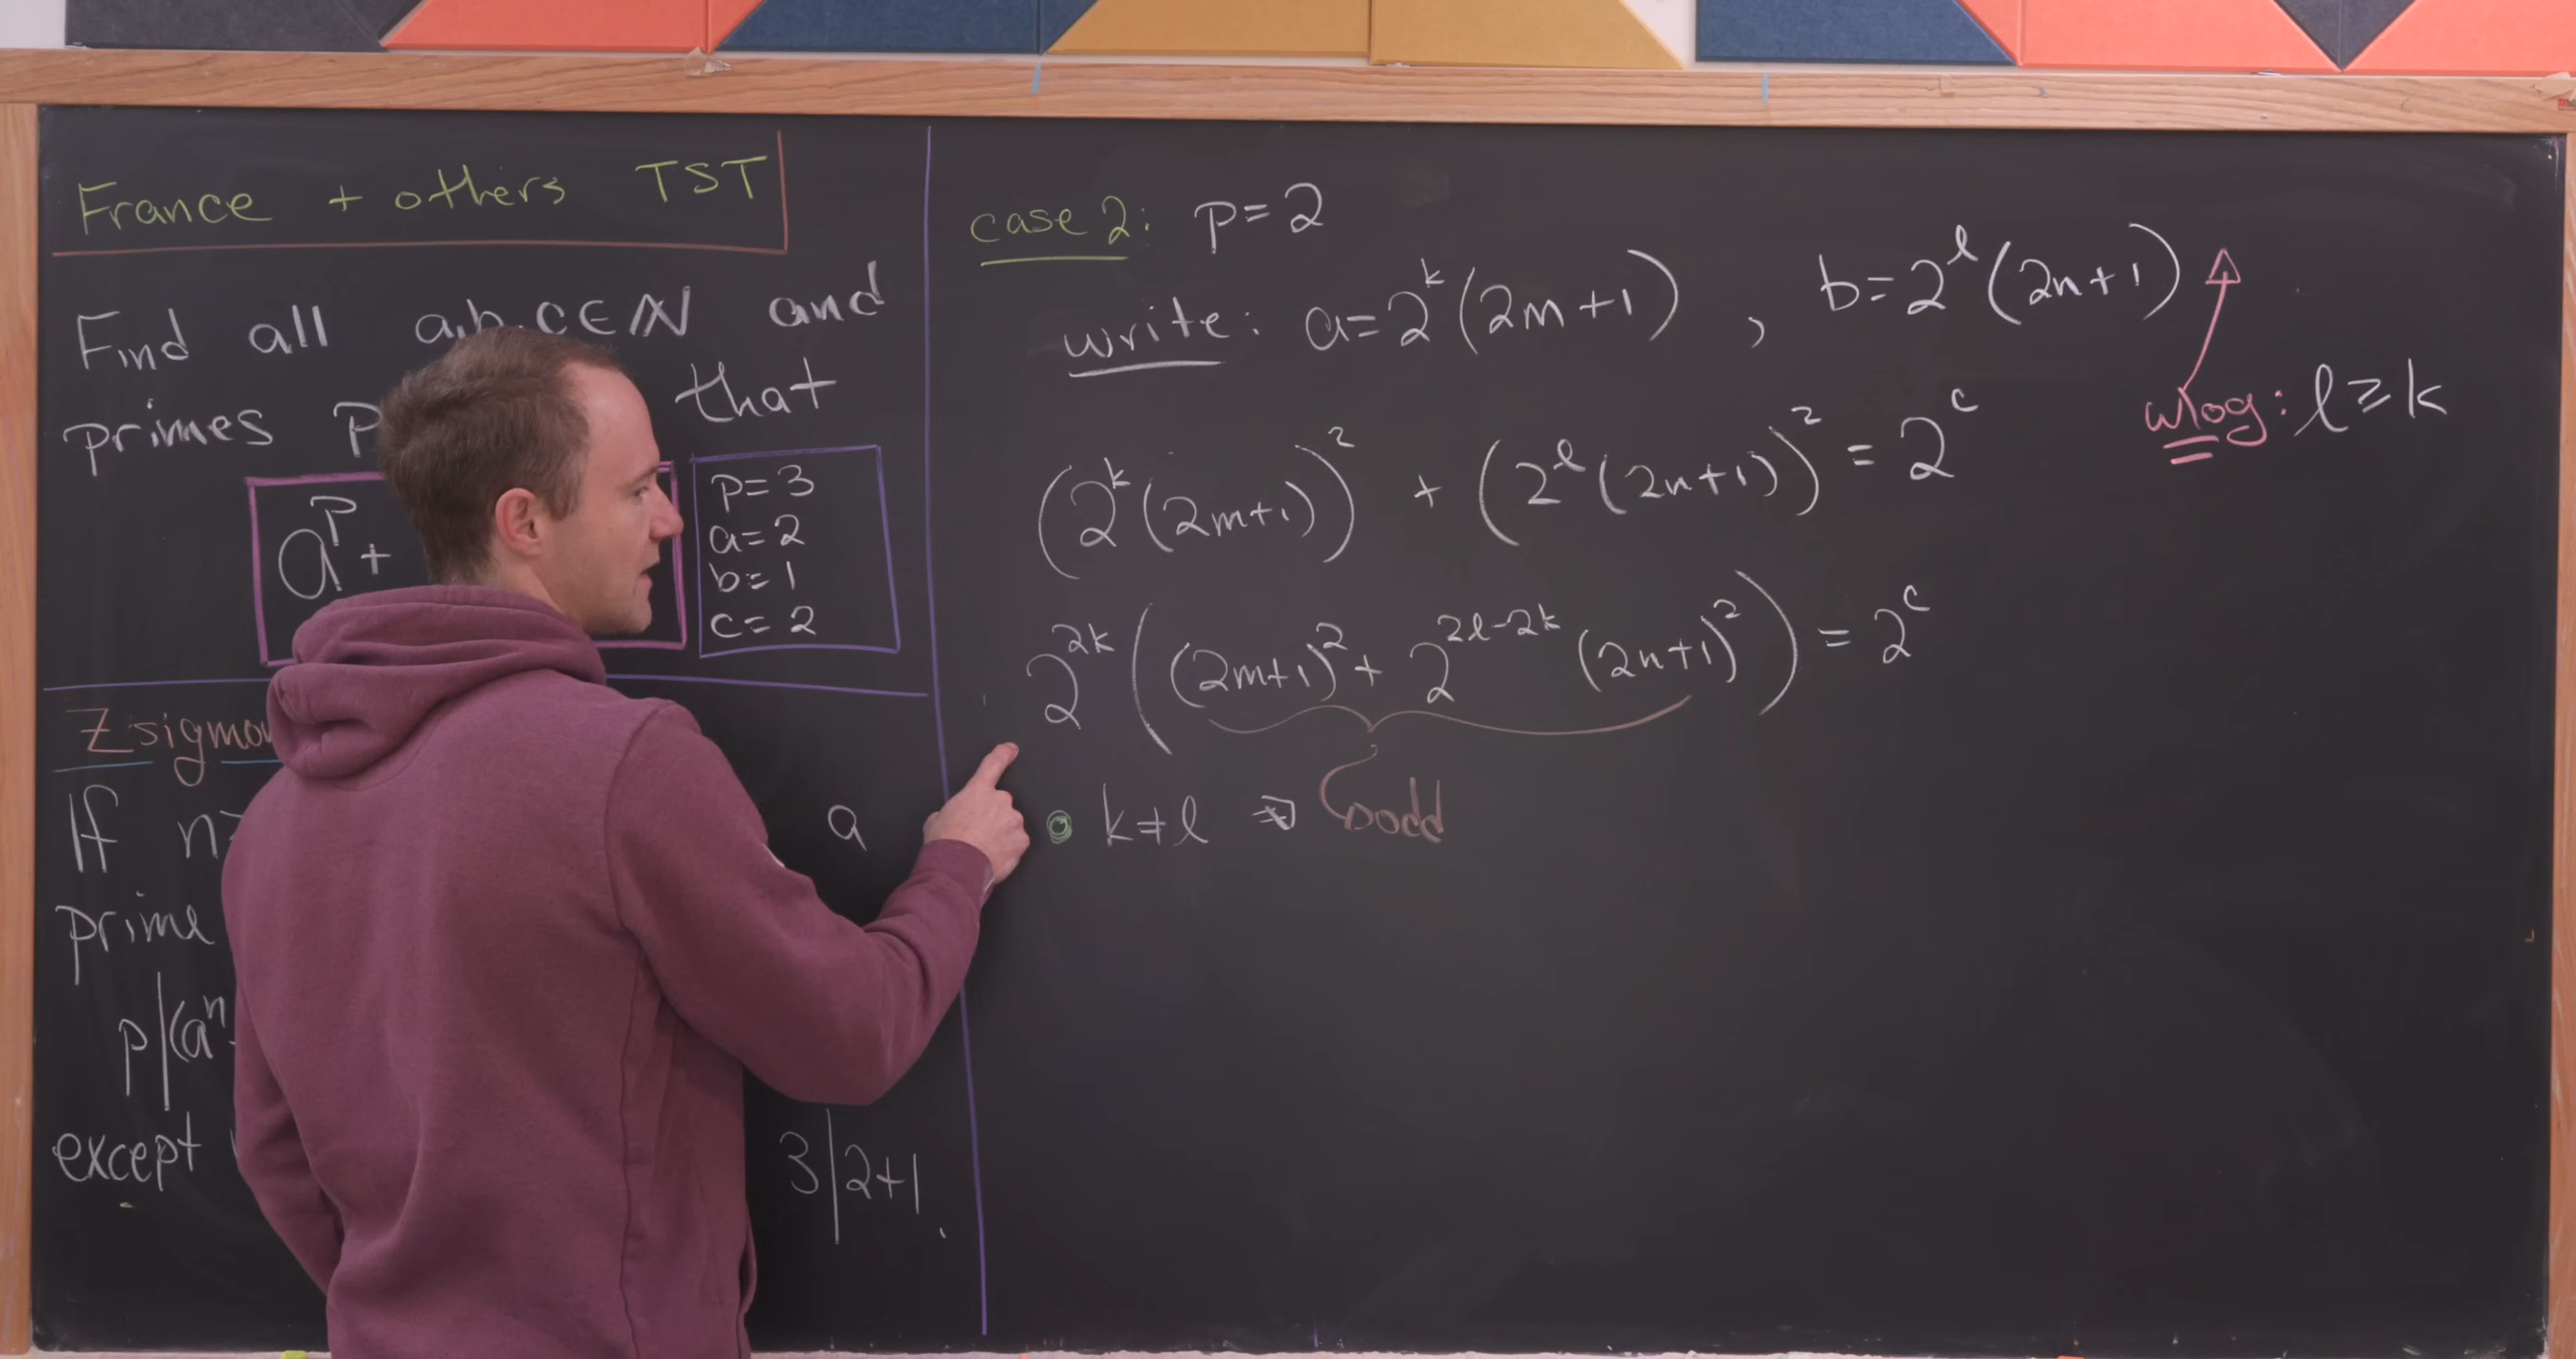 France + others TST
Find all a,b,c∈ℕ and
primes P that
a^p +
p=3
a=2
b=1
c=2
If n a
prime
p|(a^n
except 3|2+1.
case 2: p=2
write: a=2^k(2m+1), b=2^l(2n+1)
wlog: l≥k
(2^k(2m+1))^2 + (2^l(2n+1))^2 = 2^c
2^{2k}((2m+1)^2 + 2^{2l-2k}(2n+1)^2) = 2^c
• k≠l ⇒ odd